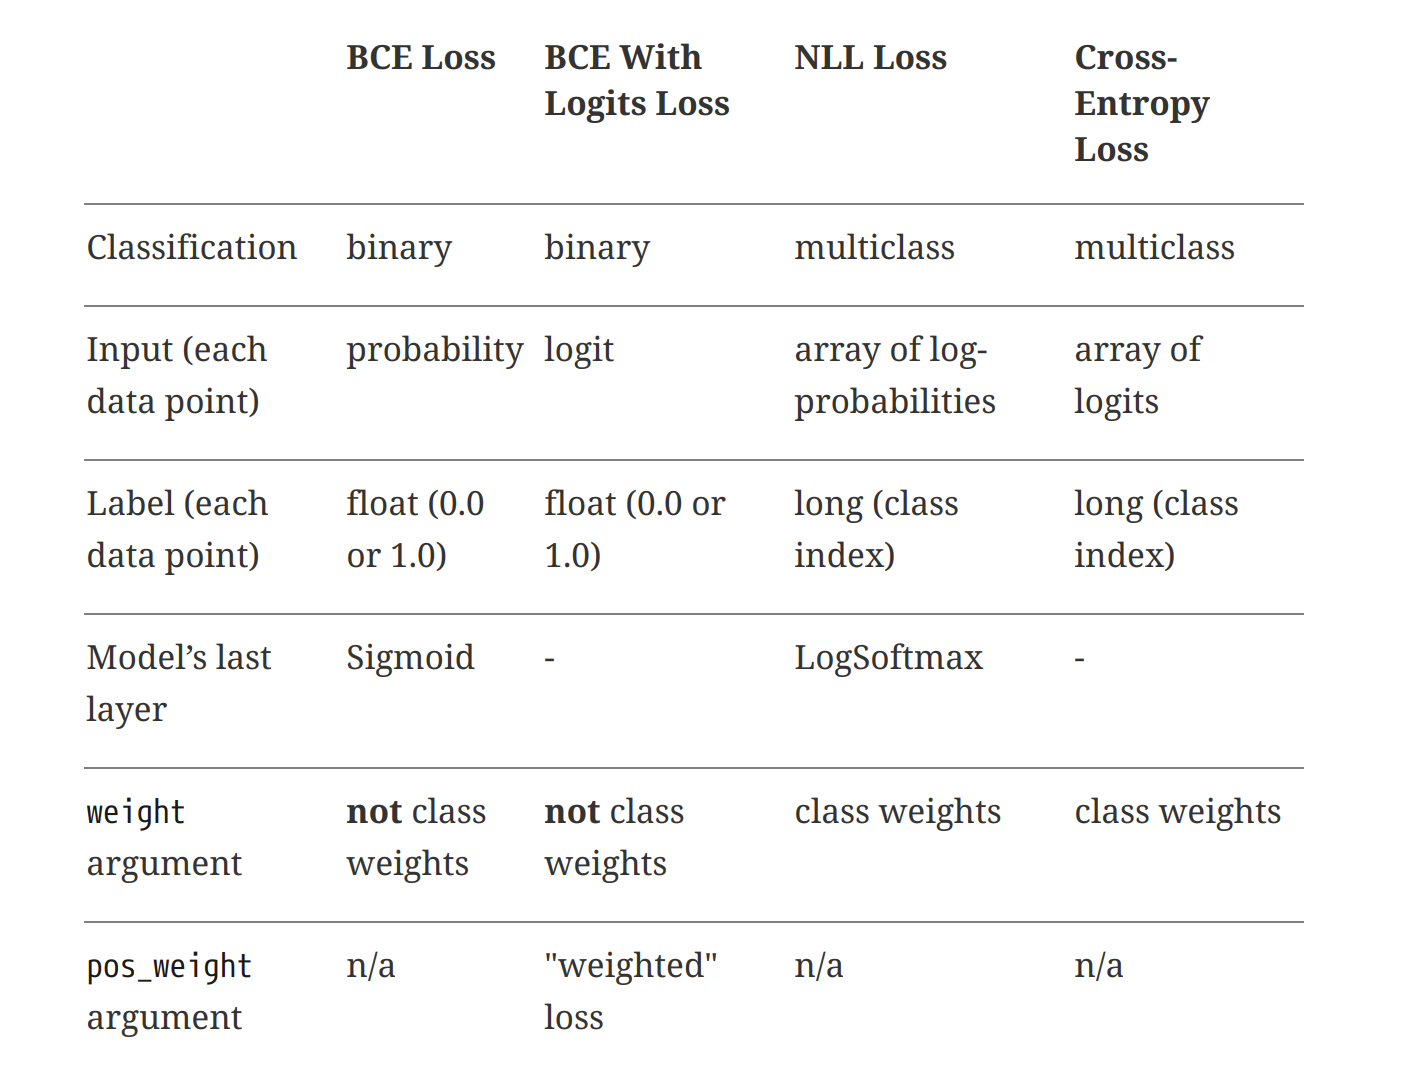 BCE Loss BCE With Logits Loss NLL Loss Cross-Entropy Loss
Classification binary binary multiclass multiclass
Input (each data point) probability logit array of log-probabilities array of logits
Label (each data point) float (0.0 or 1.0) float (0.0 or 1.0) long (class index) long (class index)
Model’s last layer Sigmoid - LogSoftmax -
weight argument not class weights not class weights class weights class weights
pos_weight argument n/a "weighted" loss n/a n/a